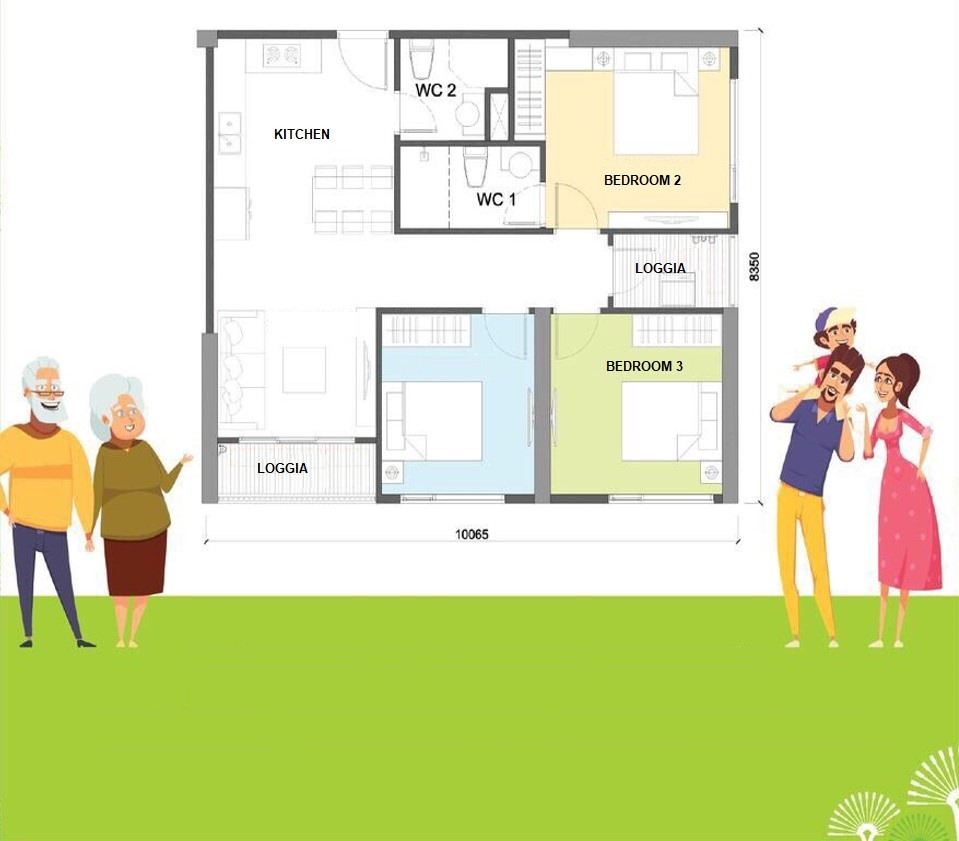 WC 2
KITCHEN
BEDROOM 2
WC 1
LOGGIA
8350
BEDROOM 3
LOGGIA
10065